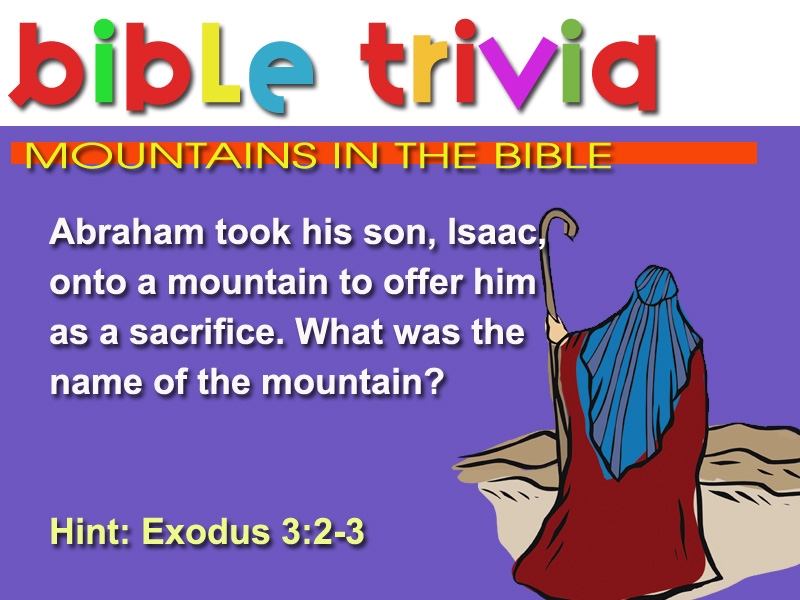 bibLe trivia
MOUNTAINS IN THE BIBLE
Abraham took his son, Isaac,
onto a mountain to offer him
as a sacrifice. What was the
name of the mountain?
Hint: Exodus 3:2-3